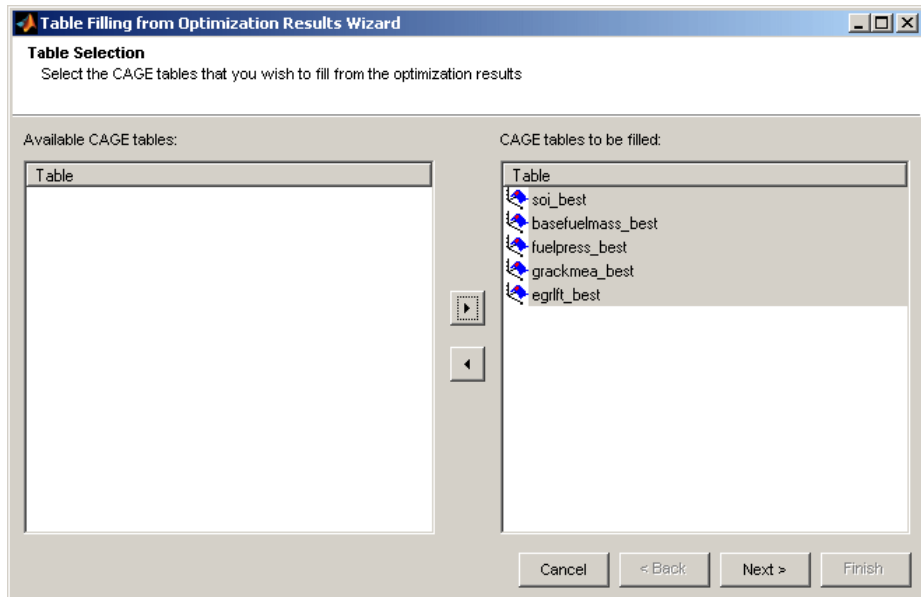 Table Filling from Optimization Results Wizard
Table Selection
Select the CAGE tables that you wish to fill from the optimization results
Available CAGE tables:
CAGE tables to be filled:
Table
Table
soi_best
basefuelmass_best
fuelpress_best
grackmea_best
egrlft_best
Cancel
< Back
Next >
Finish